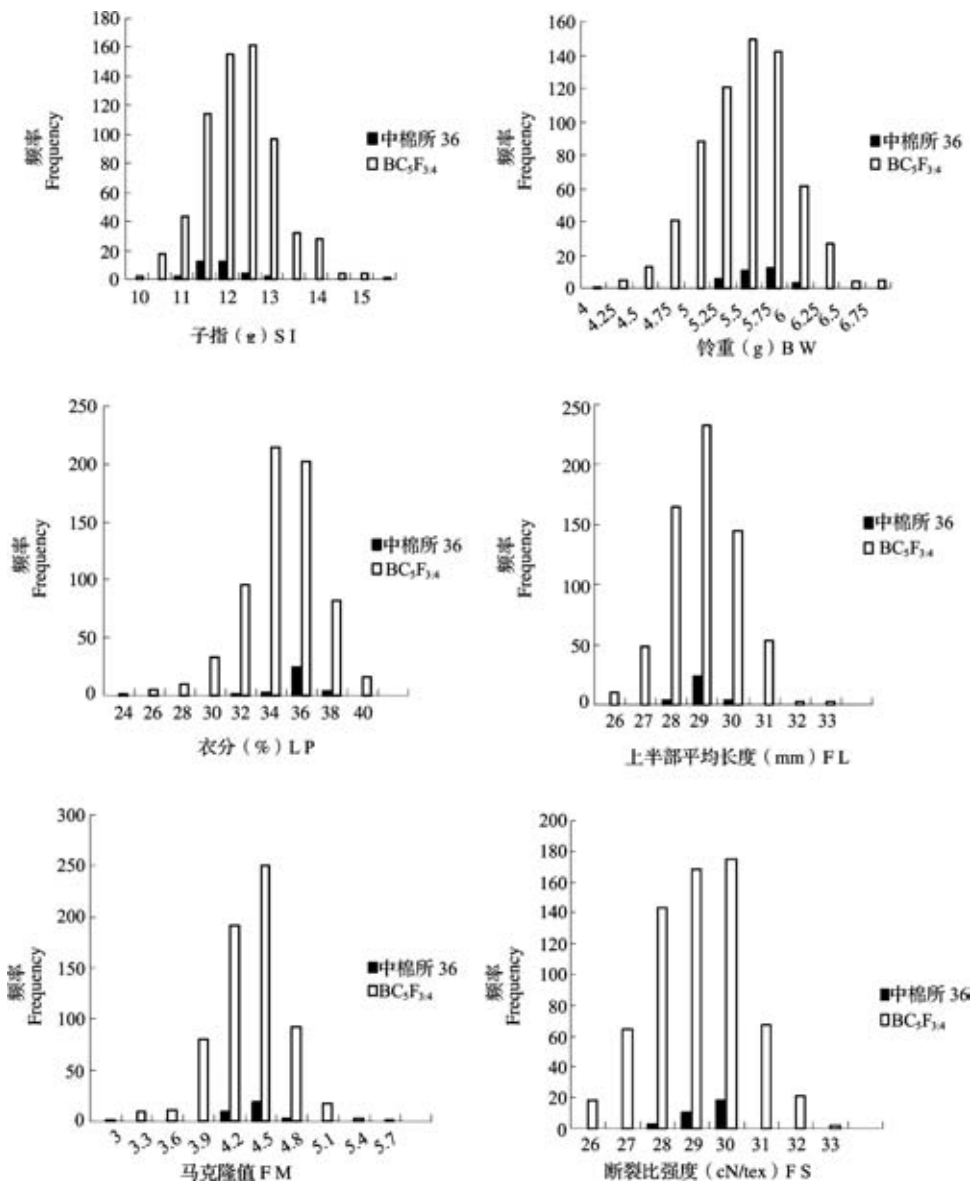 180
160
140
120
100
80
60
40
20
0
频率
Frequency
■中棉所 36
□BC₅F₃:₄
10 11 12 13 14 15
子指（g）S I
180
160
140
120
100
80
60
40
20
0
频率
Frequency
■中棉所 36
□BC₅F₃:₄
4 4.25 4.5 4.75 5 5.25 5.5 5.75 6 6.25 6.5 6.75
铃重（g）B W
250
200
150
100
50
0
频率
Frequency
■中棉所 36
□BC₅F₃:₄
24 26 28 30 32 34 36 38 40
衣分（%）L P
250
200
150
100
50
0
频率
Frequency
■中棉所 36
□BC₅F₃:₄
26 27 28 29 30 31 32 33
上半部平均长度（mm）F L
300
250
200
150
100
50
0
频率
Frequency
■中棉所 36
□BC₅F₃:₄
3 3.3 3.6 3.9 4.2 4.5 4.8 5.1 5.4 5.7
马克隆值 F M
200
180
160
140
120
100
80
60
40
20
0
频率
Frequency
■中棉所 36
□BC₅F₃:₄
26 27 28 29 30 31 32 33
断裂比强度（cN/tex）F S